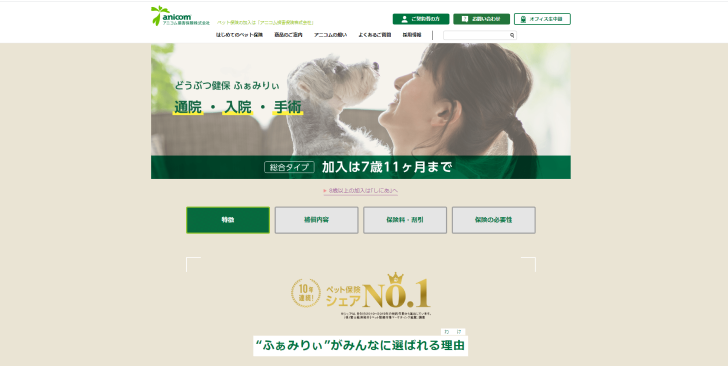 anicom
アニコム損害保険株式会社
ペット保険の加入は「アニコム損害保険株式会社」
ご契約者の方
お問い合わせ
オフィス生中継
はじめてのペット保険
商品のご案内
アニコムの願い
よくあるご質問
採用情報
どうぶつ健保 ふぁみりぃ
通院・入院・手術
総合タイプ 加入は7歳11ヶ月まで
8歳以上の加入は「しにあ」へ
特徴
補償内容
保険料・割引
保険の必要性
10年連続!
ペット保険
シェア
NO.1
りゆう
“ふぁみりぃ”がみんなに選ばれる理由